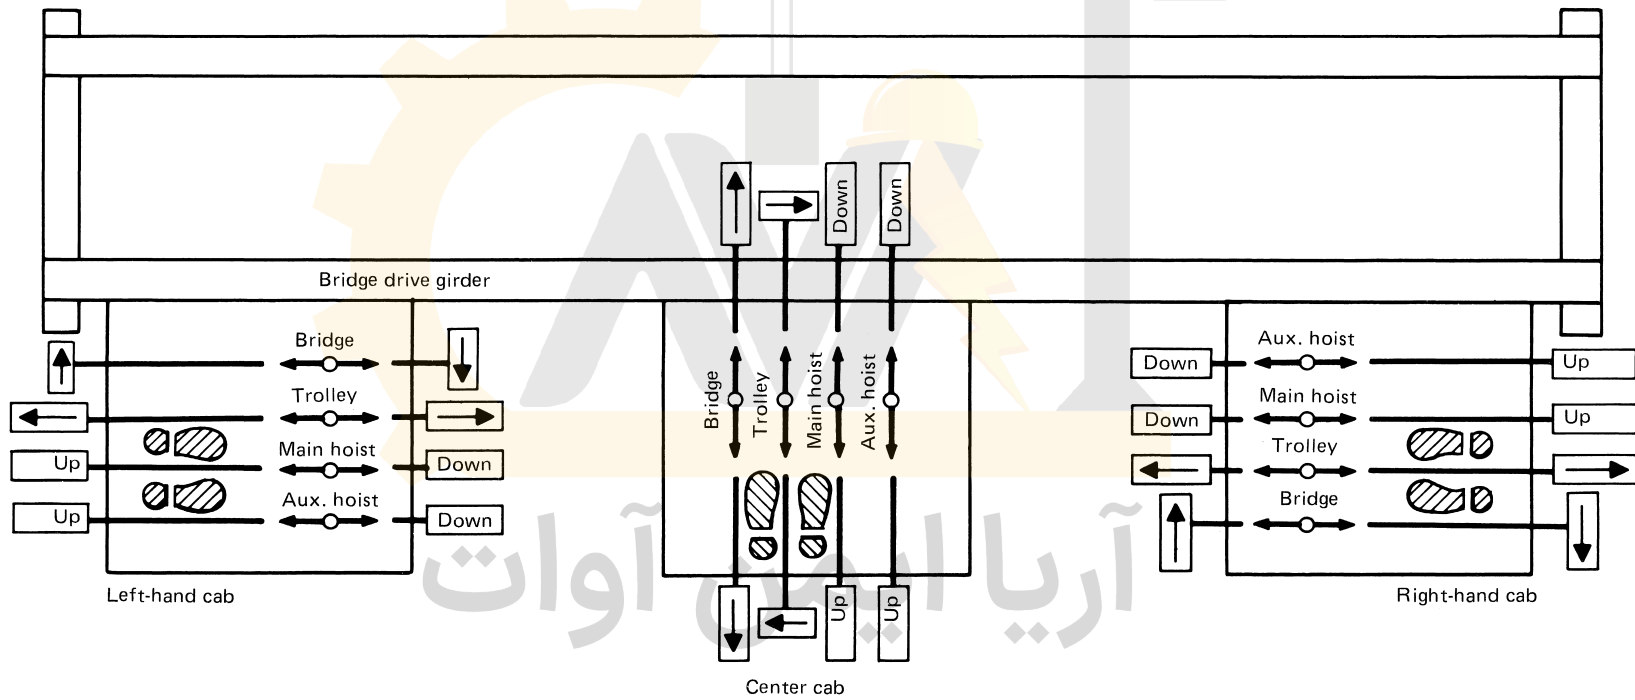 Down
Down
Bridge drive girder
Bridge
Trolley
Main hoist
Aux. hoist
Up
Up
Down
Down
Left-hand cab
Bridge
Trolley
Main hoist
Aux. hoist
Up
Up
Center cab
Aux. hoist
Main hoist
Trolley
Bridge
Down
Down
Up
Up
Right-hand cab
آریا ایمن آوات